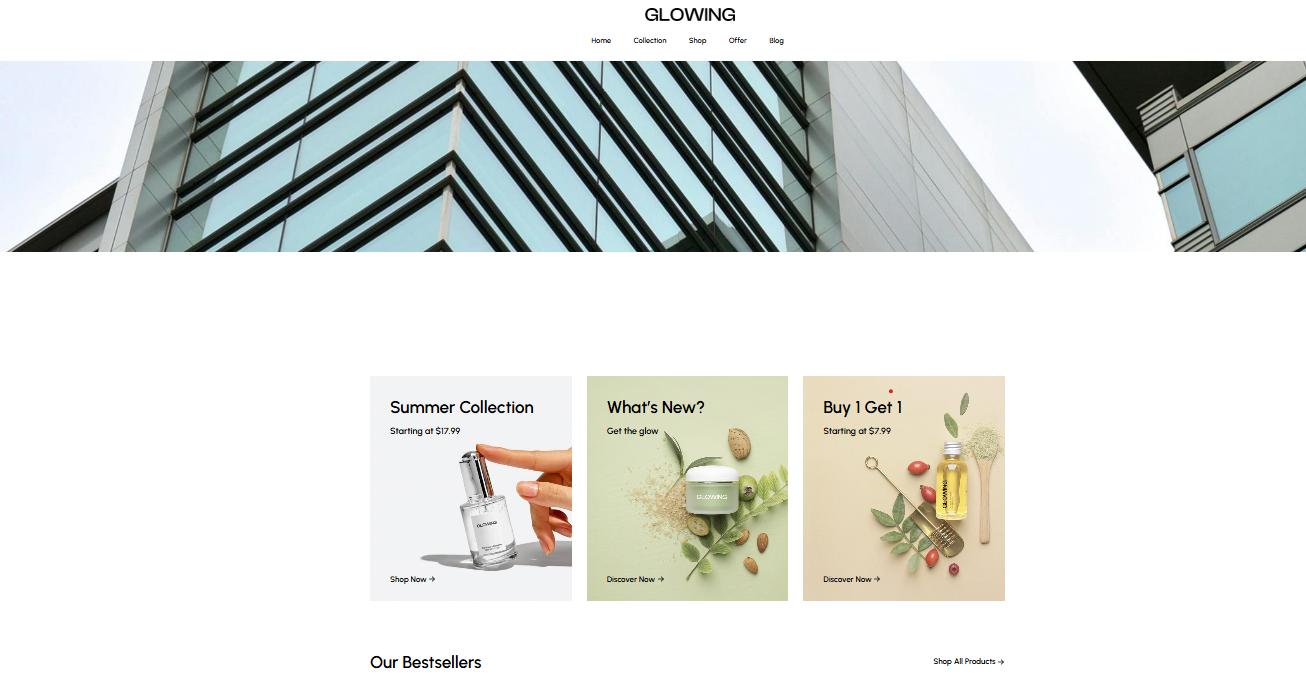 GLOWING
Home Collection Shop Offer Blog
Summer Collection
Starting at $17.99
GLOWING
Shop Now →
What's New?
Get the glow
GLOWING
Discover Now →
Buy 1 Get 1
Starting at $7.99
GLOWING
Discover Now →
Our Bestsellers
Shop All Products →